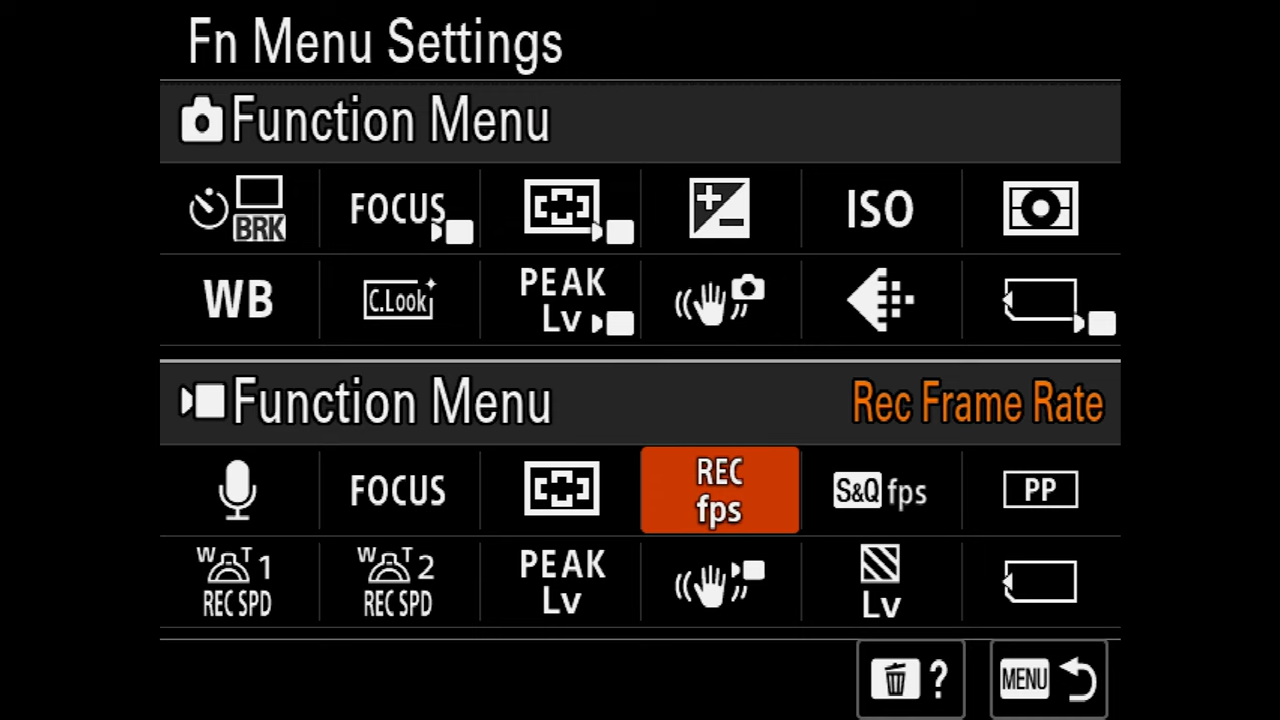 Fn Menu Settings
Function Menu
BRK FOCUS ISO
WB C.Look PEAK Lv
Function Menu Rec Frame Rate
FOCUS REC fps S&Q fps PP
W T 1 REC SPD W T 2 REC SPD PEAK Lv Lv
? MENU